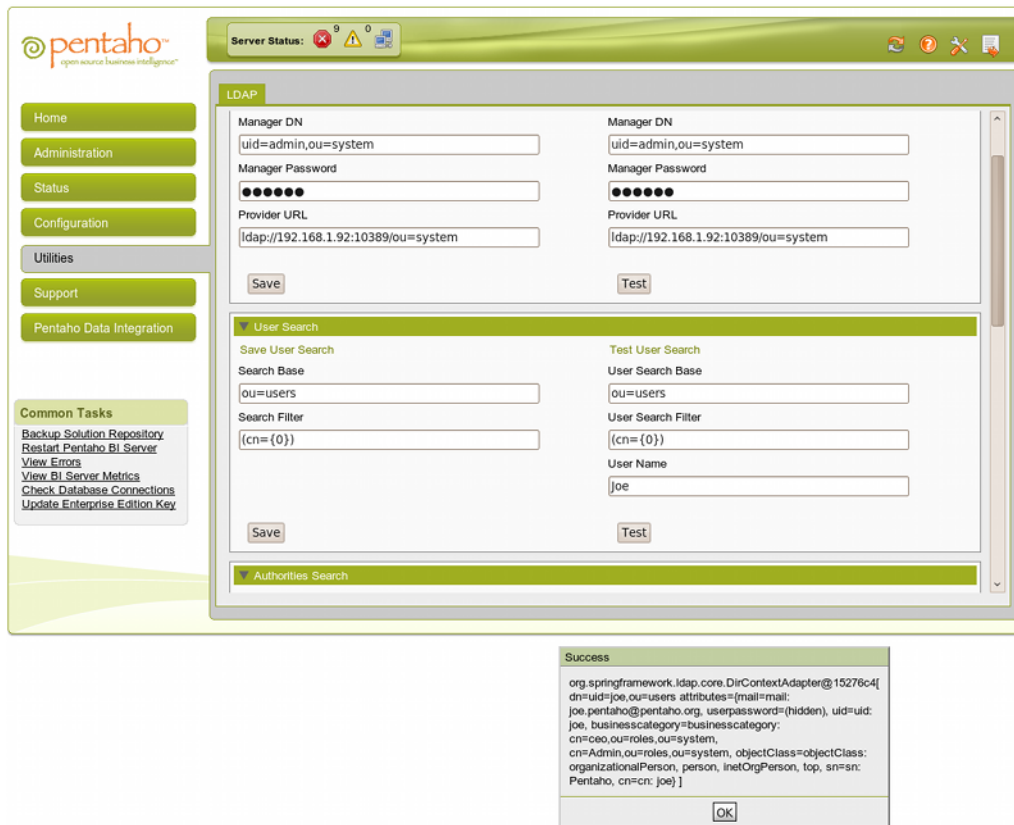 pentaho™
open source business intelligence™
Server Status: 9 0
Home
Administration
Status
Configuration
Utilities
Support
Pentaho Data Integration
Common Tasks
Backup Solution Repository
Restart Pentaho BI Server
View Errors
View BI Server Metrics
Check Database Connections
Update Enterprise Edition Key
LDAP
Manager DN
uid=admin,ou=system
Manager Password
●●●●●●
Provider URL
ldap://192.168.1.92:10389/ou=system
Save
Manager DN
uid=admin,ou=system
Manager Password
●●●●●●
Provider URL
ldap://192.168.1.92:10389/ou=system
Test
User Search
Save User Search
Search Base
ou=users
Search Filter
(cn={0})
Save
Test User Search
User Search Base
ou=users
User Search Filter
(cn={0})
User Name
Joe
Test
Authorities Search
Success
org.springframework.ldap.core.DirContextAdapter@15276c4[
dn=uid=joe,ou=users attributes={mail=mail:
joe.pentaho@pentaho.org, userpassword=(hidden), uid=uid:
joe, businesscategory=businesscategory:
cn=ceo,ou=roles,ou=system,
cn=Admin,ou=roles,ou=system, objectClass=objectClass:
organizationalPerson, person, inetOrgPerson, top, sn=sn:
Pentaho, cn=cn: joe} ]
OK